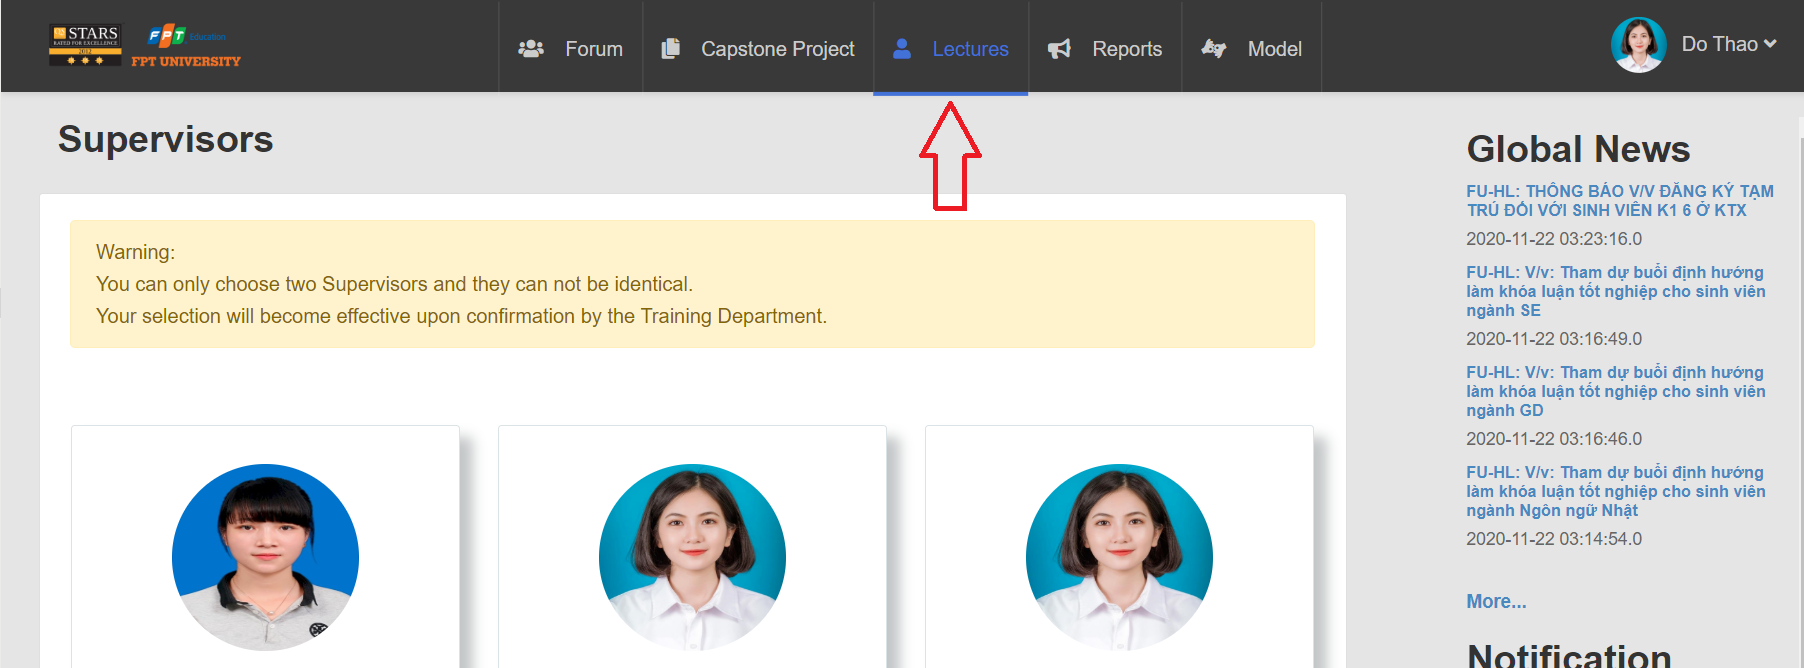 STARS
RATED FOR EXCELLENCE
2012
FPT Education
FPT UNIVERSITY
Forum
Capstone Project
Lectures
Reports
Model
Do Thao
Supervisors
Warning:
You can only choose two Supervisors and they can not be identical.
Your selection will become effective upon confirmation by the Training Department.
Global News
FU-HL: THÔNG BÁO V/V ĐĂNG KÝ TẠM
TRÚ ĐỐI VỚI SINH VIÊN K1 6 Ở KTX
2020-11-22 03:23:16.0
FU-HL: V/v: Tham dự buổi định hướng
làm khóa luận tốt nghiệp cho sinh viên
ngành SE
2020-11-22 03:16:49.0
FU-HL: V/v: Tham dự buổi định hướng
làm khóa luận tốt nghiệp cho sinh viên
ngành GD
2020-11-22 03:16:46.0
FU-HL: V/v: Tham dự buổi định hướng
làm khóa luận tốt nghiệp cho sinh viên
ngành Ngôn ngữ Nhật
2020-11-22 03:14:54.0
More...
Notification